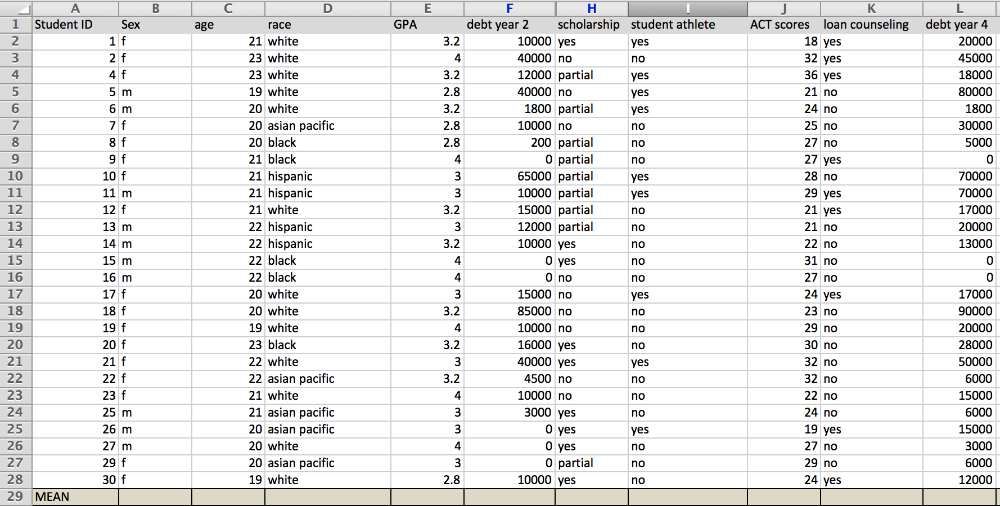 A B C D E F H I J K L
1 Student ID Sex age race GPA debt year 2 scholarship student athlete ACT scores loan counseling debt year 4
2 1 f 21 white 3.2 10000 yes yes 18 yes 20000
3 2 f 23 white 4 40000 no no 32 yes 45000
4 4 f 23 white 3.2 12000 partial yes 36 yes 18000
5 5 m 19 white 2.8 40000 no yes 21 no 80000
6 6 m 20 white 3.2 1800 partial yes 24 no 1800
7 7 f 20 asian pacific 2.8 10000 no no 25 no 30000
8 8 f 20 black 2.8 200 partial no 27 no 5000
9 9 f 21 black 4 0 partial no 27 yes 0
10 10 f 21 hispanic 3 65000 partial yes 28 no 70000
11 11 m 21 hispanic 3 10000 partial yes 29 yes 70000
12 12 f 21 white 3.2 15000 partial no 21 yes 17000
13 13 m 22 hispanic 3 12000 partial no 21 no 20000
14 14 m 22 hispanic 3.2 10000 yes no 22 no 13000
15 15 m 22 black 4 0 yes no 31 no 0
16 16 m 22 black 4 0 no no 27 no 0
17 17 f 20 white 3 15000 no yes 24 yes 17000
18 18 f 20 white 3.2 85000 no no 23 no 90000
19 19 f 19 white 4 10000 no no 29 no 20000
20 20 f 23 black 3.2 16000 yes no 30 no 28000
21 21 f 22 white 3 40000 yes yes 32 no 50000
22 22 f 22 asian pacific 3.2 4500 no no 32 no 6000
23 23 f 21 white 4 10000 no no 22 no 15000
24 25 m 21 asian pacific 3 3000 yes no 24 no 6000
25 26 m 20 asian pacific 3 0 yes yes 19 yes 15000
26 27 m 20 white 4 0 yes no 27 no 3000
27 29 f 20 asian pacific 3 0 partial no 29 no 6000
28 30 f 19 white 2.8 10000 yes no 24 yes 12000
29 MEAN